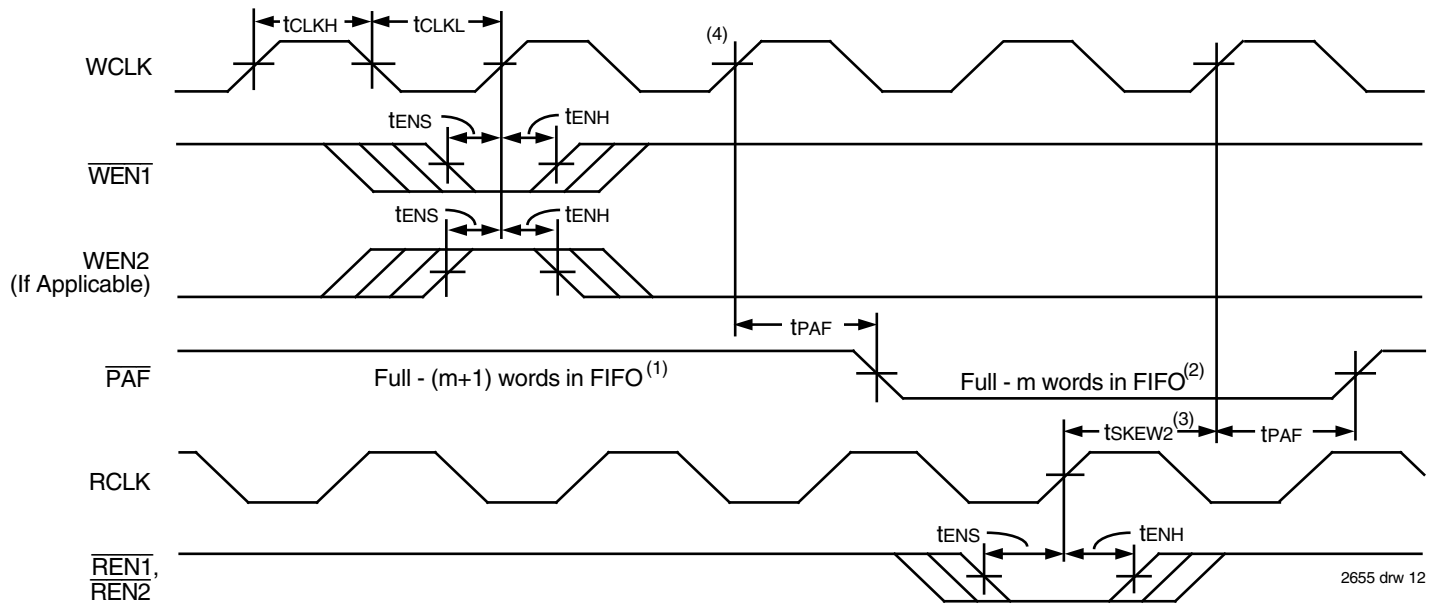 tCLKH tCLKL
(4)
WCLK
tENS tENH
WEN1
tENS tENH
WEN2
(If Applicable)
tPAF
PAF
Full - (m+1) words in FIFO(1)
Full - m words in FIFO(2)
tSKEW2(3) tPAF
RCLK
tENS tENH
REN1,
REN2
2655 drw 12